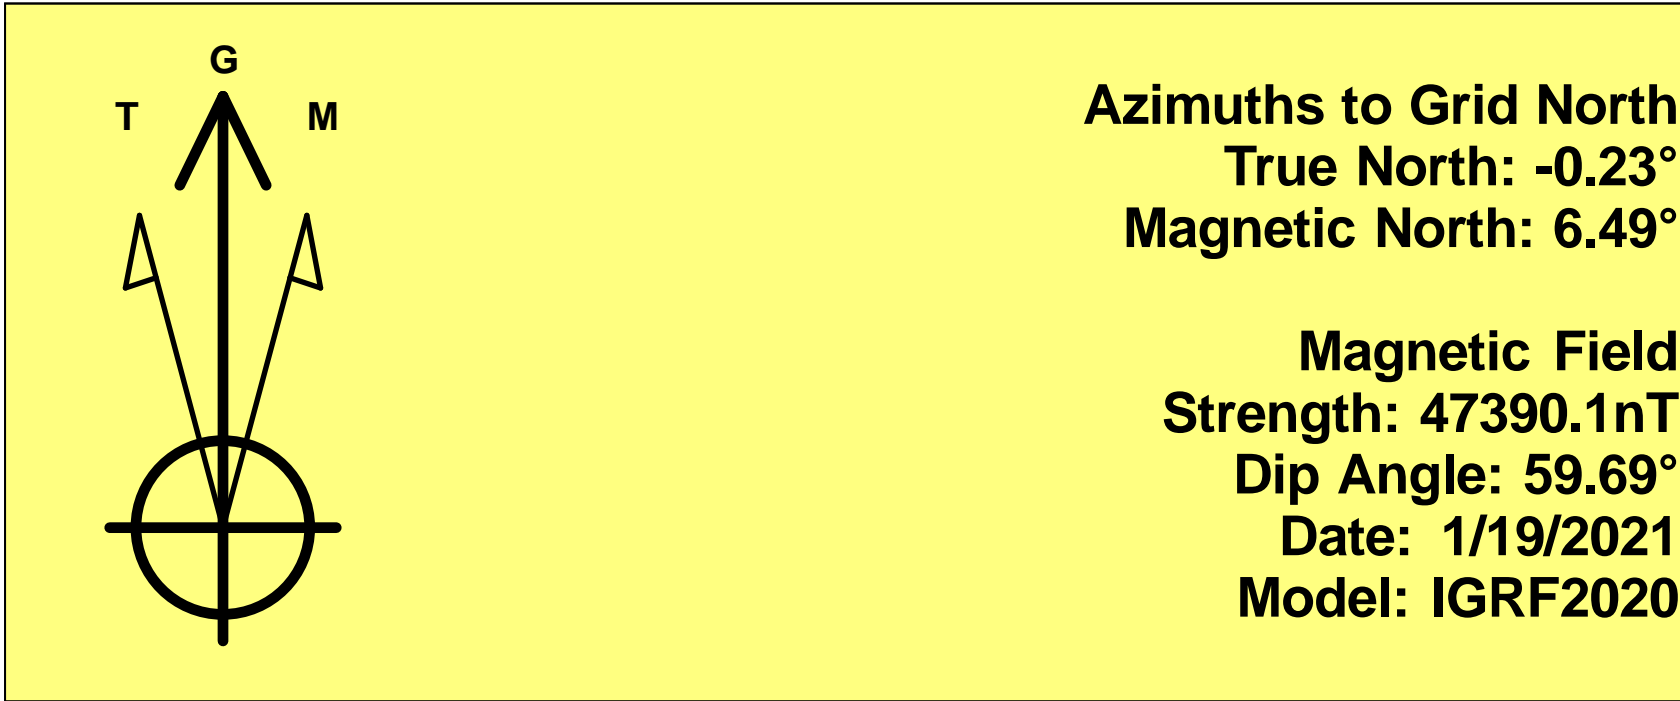 G
T M
Azimuths to Grid North
True North: -0.23°
Magnetic North: 6.49°
Magnetic Field
Strength: 47390.1nT
Dip Angle: 59.69°
Date: 1/19/2021
Model: IGRF2020